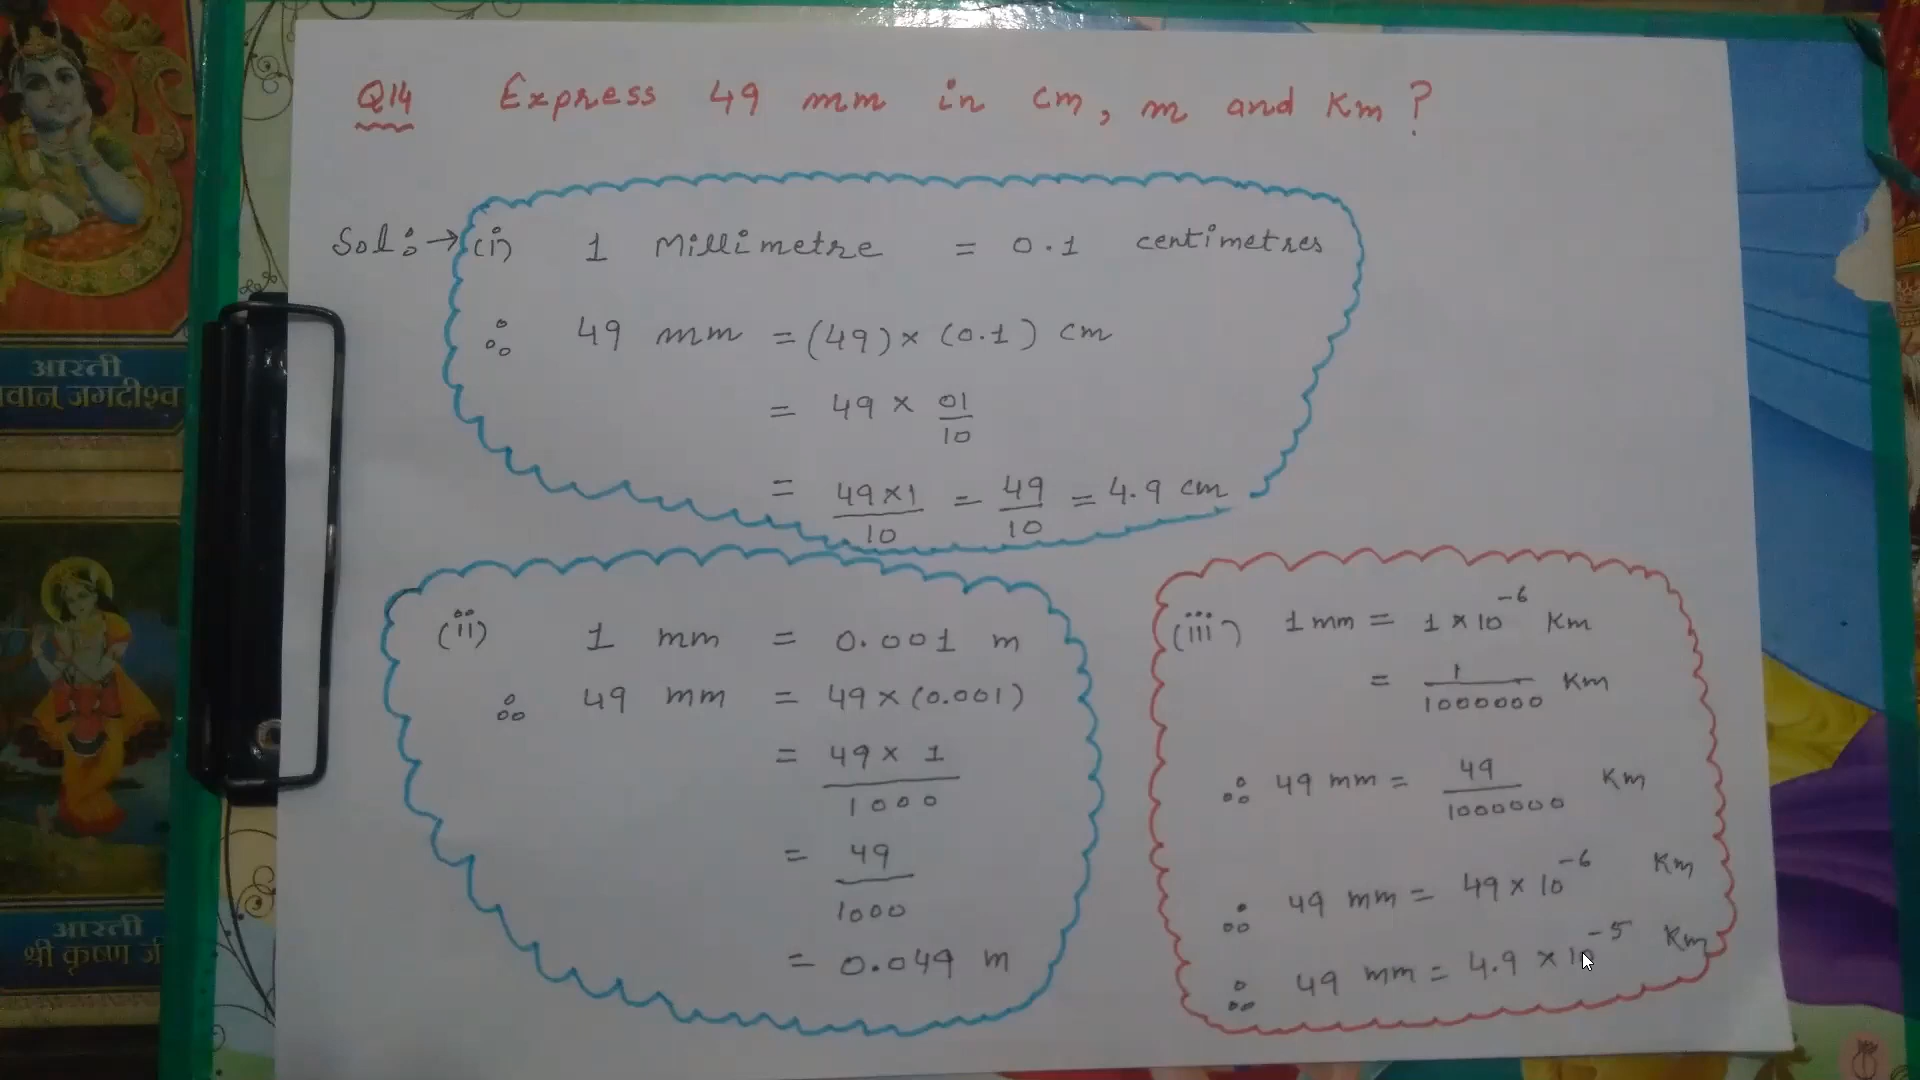 Q14 Express 49 mm in cm, m and Km ?
Sol: → (i) 1 Millimetre = 0.1 centimetres
∴ 49 mm = (49) × (0.1) cm
= 49 × 01/10
= 49×1/10 = 49/10 = 4.9 cm
(ii) 1 mm = 0.001 m
∴ 49 mm = 49 × (0.001)
= 49 × 1/1000
= 49/1000
= 0.049 m
(iii) 1 mm = 1 × 10⁻⁶ Km
= 1/1000000 Km
∴ 49 mm = 49/1000000 Km
∴ 49 mm = 49 × 10⁻⁶ Km
∴ 49 mm = 4.9 × 10⁻⁵ Km
आरती
जगदीश्व
आरती
श्री कृष्ण